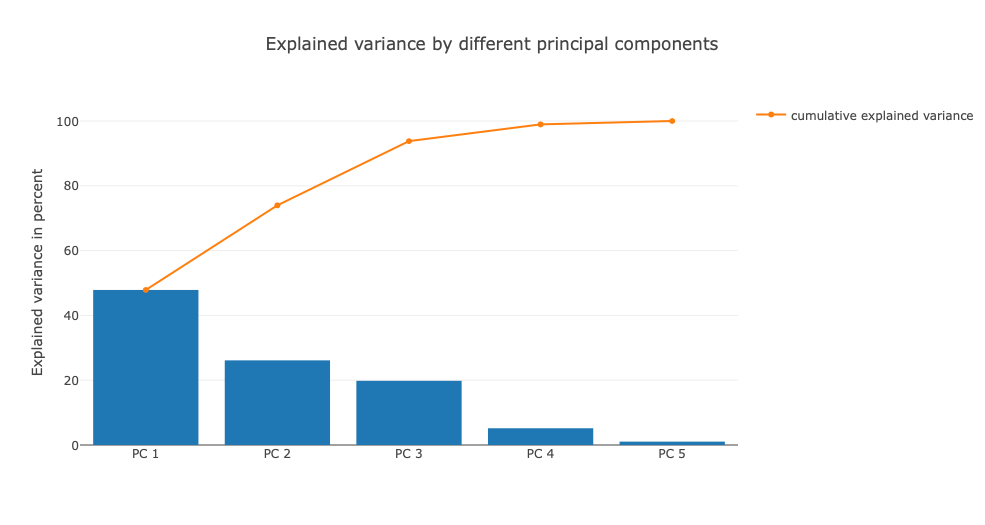 Explained variance by different principal components
cumulative explained variance
Explained variance in percent
100
80
60
40
20
0
PC 1 PC 2 PC 3 PC 4 PC 5